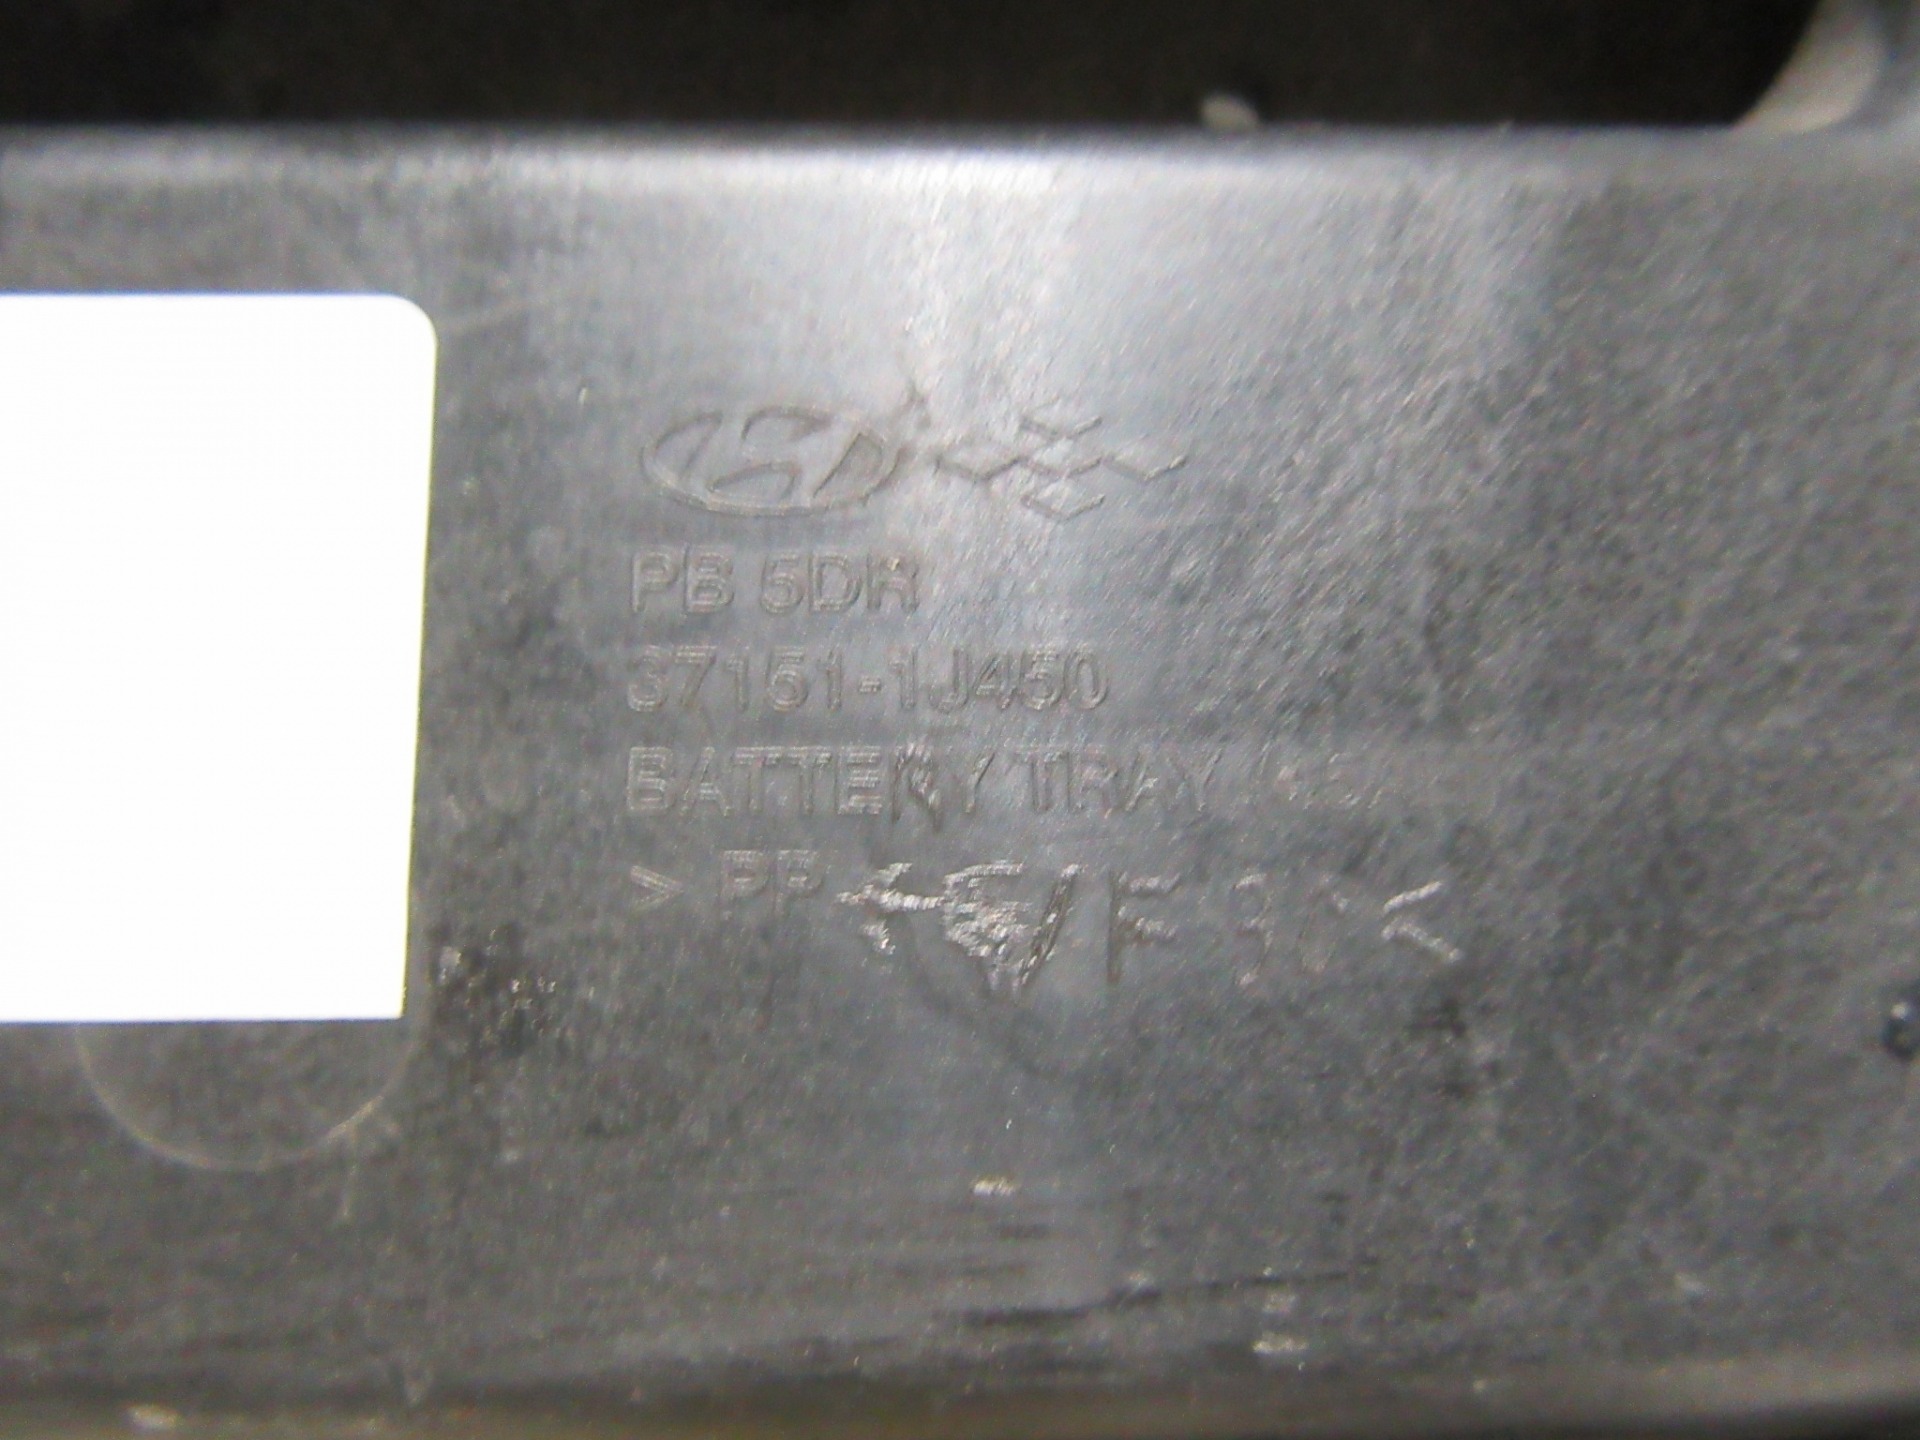 PB 5DR
37151-1J450
BATTERY TRAY
> PP